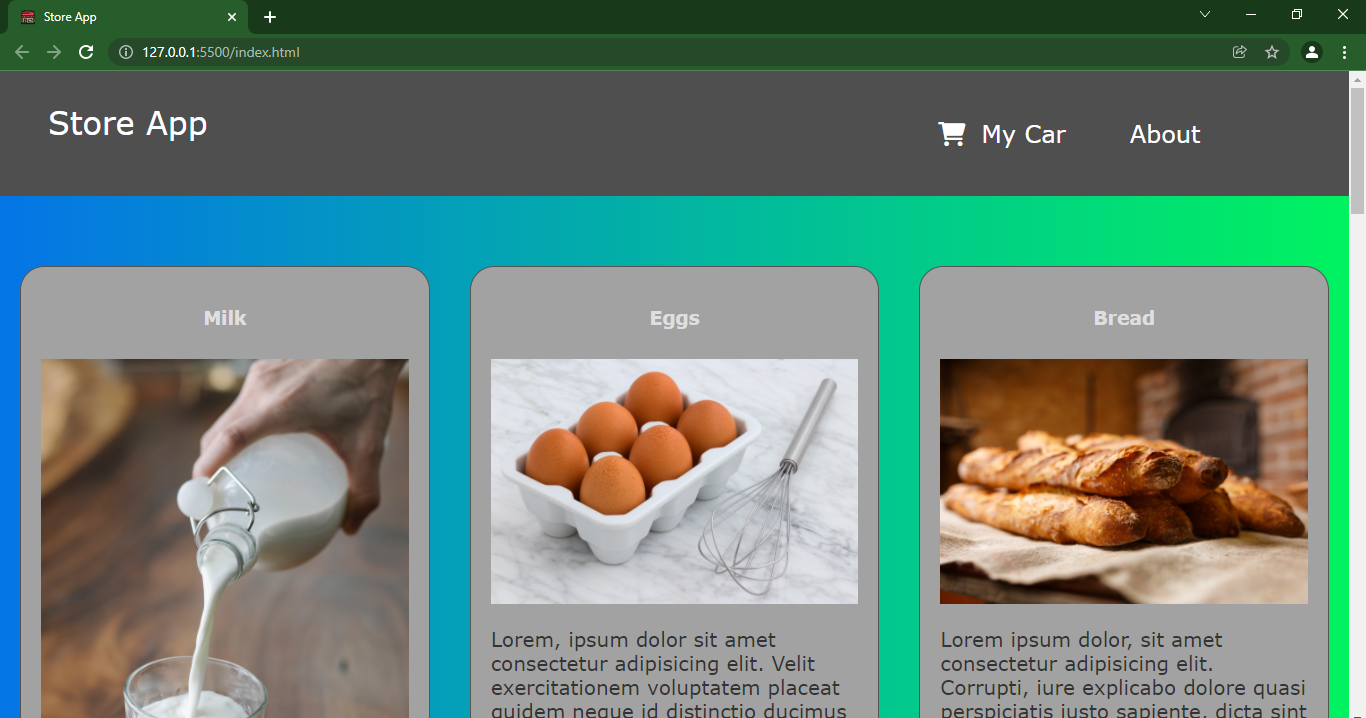 Store App
127.0.0.1:5500/index.html
Store App
My Car
About
Milk
Eggs
Bread
Lorem, ipsum dolor sit amet
consectetur adipisicing elit. Velit
exercitationem voluptatem placeat
quidem neque id distinctio ducimus
Lorem ipsum dolor, sit amet
consectetur adipisicing elit.
Corrupti, iure explicabo dolore quasi
perspiciatis iusto sapiente, dicta sint